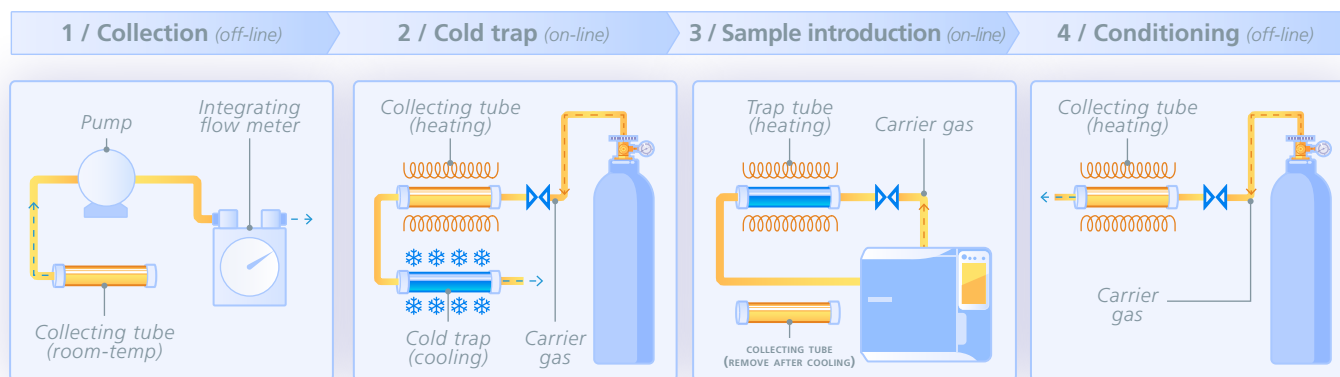 1 / Collection (off-line)
2 / Cold trap (on-line)
3 / Sample introduction (on-line)
4 / Conditioning (off-line)
Pump
Integrating
flow meter
Collecting tube
(room-temp)
Collecting tube
(heating)
Cold trap
(cooling)
Carrier
gas
Trap tube
(heating)
Carrier gas
COLLECTING TUBE
(REMOVE AFTER COOLING)
Collecting tube
(heating)
Carrier
gas